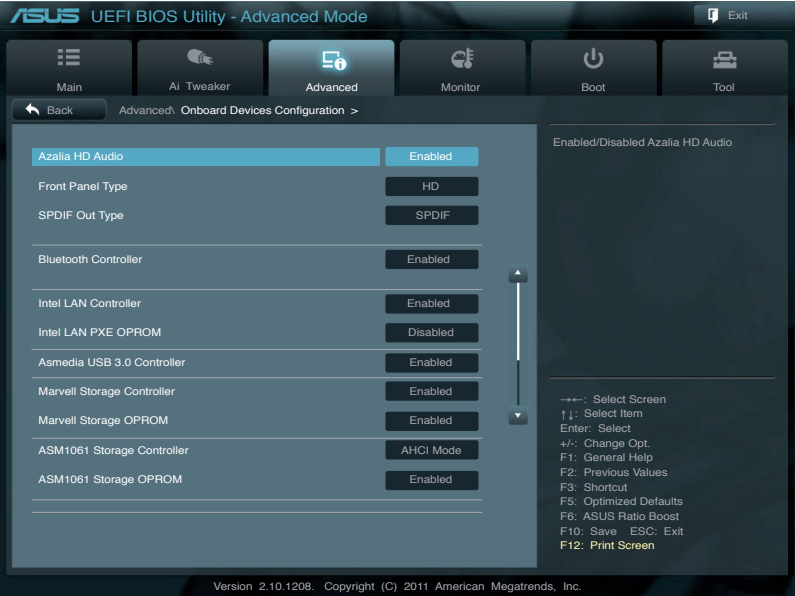 ASUS UEFI BIOS Utility - Advanced Mode
Exit
Main
Ai Tweaker
Advanced
Monitor
Boot
Tool
Back
Advanced\ Onboard Devices Configuration >
Enabled/Disabled Azalia HD Audio
Azalia HD Audio Enabled
Front Panel Type HD
SPDIF Out Type SPDIF
Bluetooth Controller Enabled
Intel LAN Controller Enabled
Intel LAN PXE OPROM Disabled
Asmedia USB 3.0 Controller Enabled
Marvell Storage Controller Enabled
Marvell Storage OPROM Enabled
ASM1061 Storage Controller AHCI Mode
ASM1061 Storage OPROM Enabled
→←: Select Screen
↑↓: Select Item
Enter: Select
+/-: Change Opt.
F1: General Help
F2: Previous Values
F3: Shortcut
F5: Optimized Defaults
F6: ASUS Ratio Boost
F10: Save ESC: Exit
F12: Print Screen
Version 2.10.1208. Copyright (C) 2011 American Megatrends, Inc.